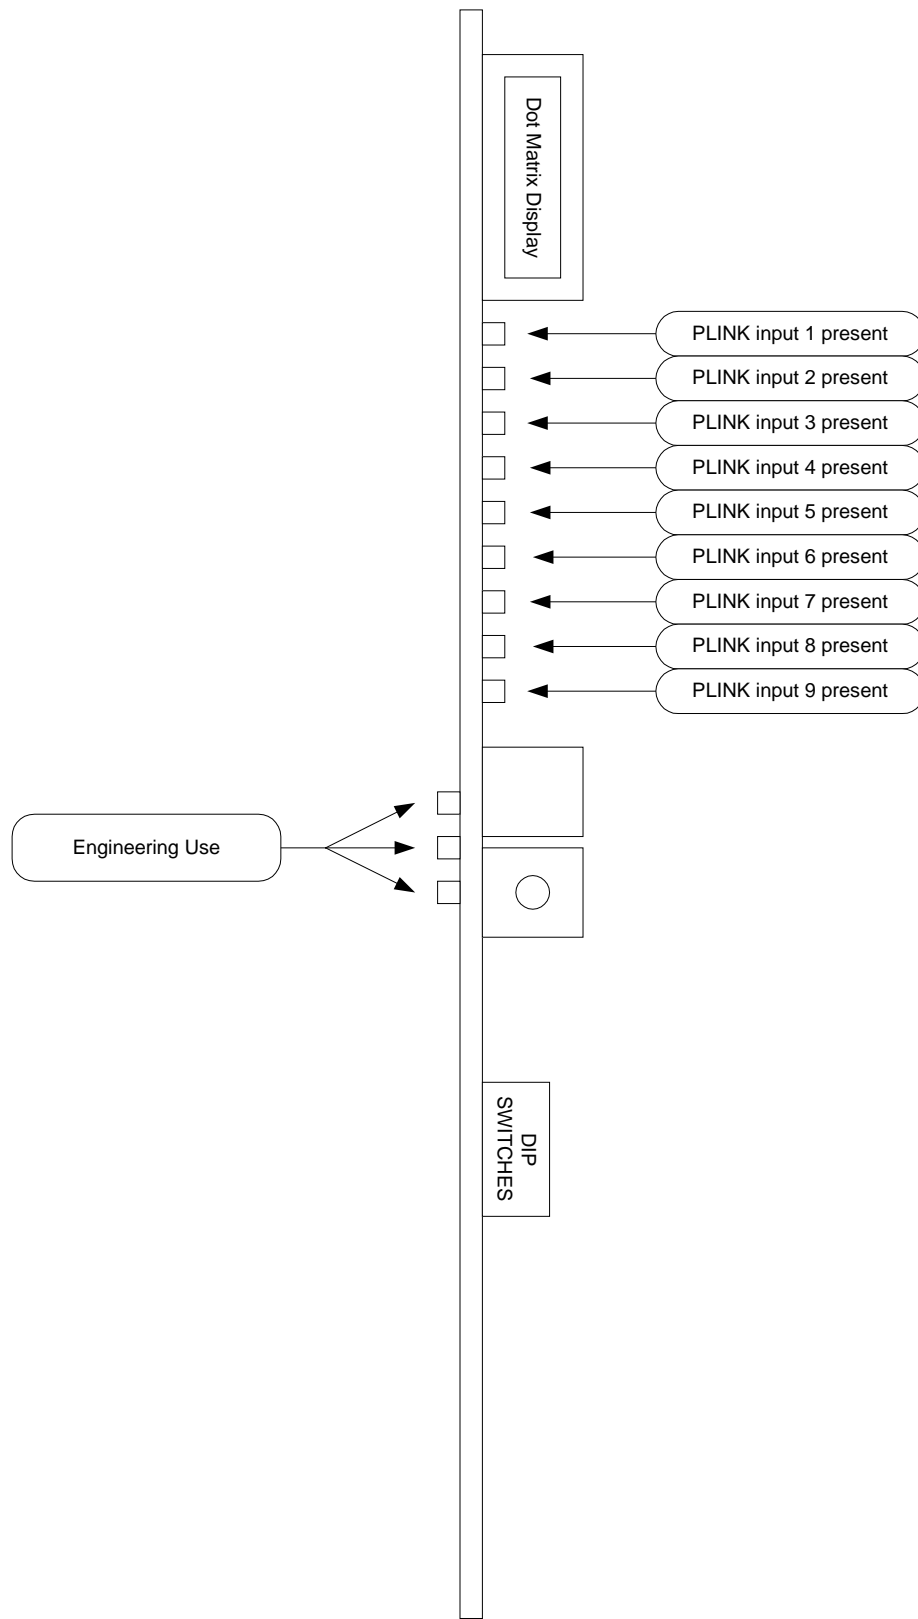 Dot Matrix Display
PLINK input 1 present
PLINK input 2 present
PLINK input 3 present
PLINK input 4 present
PLINK input 5 present
PLINK input 6 present
PLINK input 7 present
PLINK input 8 present
PLINK input 9 present
Engineering Use
DIP
SWITCHES